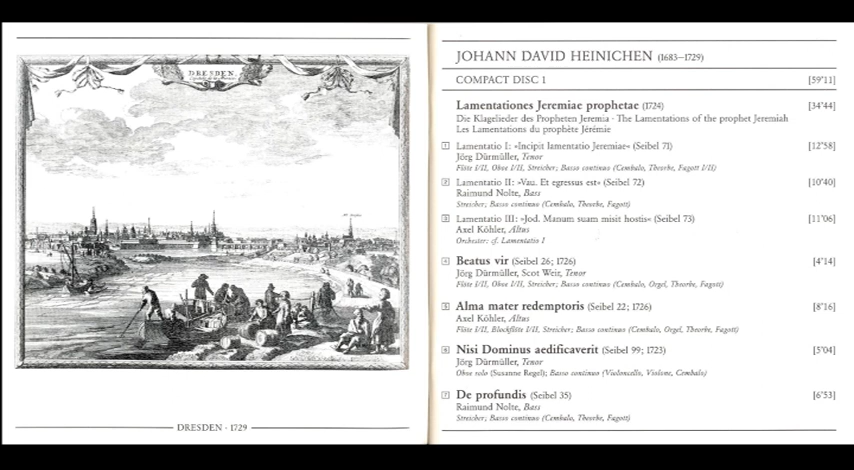 DRESDEN.
DRESDEN · 1729
JOHANN DAVID HEINICHEN (1683–1729)
COMPACT DISC 1 [59'11]
Lamentationes Jeremiae prophetae (1724) [34'44]
Die Klagelieder des Propheten Jeremia · The Lamentations of the prophet Jeremiah
Les Lamentations du prophète Jérémie
1 Lamentatio I: »Incipit lamentatio Jeremiae« (Seibel 71) [12'58]
Jörg Dürmüller, Tenor
Flöte I/II, Oboe I/II, Streicher; Basso continuo (Cembalo, Theorbe, Fagott I/II)
2 Lamentatio II: »Vau. Et egressus est« (Seibel 72) [10'40]
Raimund Nolte, Bass
Streicher; Basso continuo (Cembalo, Theorbe, Fagott)
3 Lamentatio III: »Jod. Manum suam misit hostis« (Seibel 73) [11'06]
Axel Köhler, Altus
Orchester: cf. Lamentatio I
4 Beatus vir (Seibel 26; 1726) [4'14]
Jörg Dürmüller, Scot Weir, Tenor
Flöte I/II, Oboe I/II, Streicher; Basso continuo (Cembalo, Orgel, Theorbe, Fagott)
5 Alma mater redemptoris (Seibel 22; 1726) [8'16]
Axel Köhler, Altus
Flöte I/II, Blockflöte I/II, Streicher; Basso continuo (Cembalo, Orgel, Theorbe, Fagott)
6 Nisi Dominus aedificaverit (Seibel 99; 1723) [5'04]
Jörg Dürmüller, Tenor
Oboe solo (Susanne Regel); Basso continuo (Violoncello, Violone, Cembalo)
7 De profundis (Seibel 35) [6'53]
Raimund Nolte, Bass
Streicher; Basso continuo (Cembalo, Theorbe, Fagott)